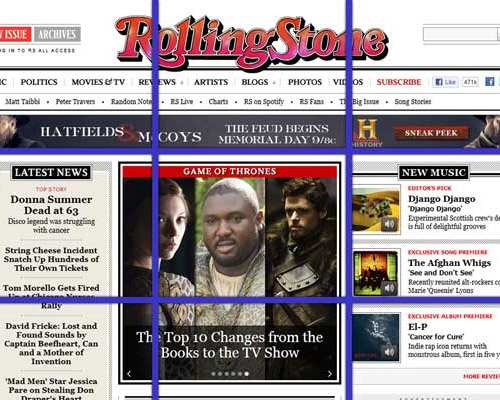 ISSUE
ARCHIVES
RollingStone
IN TO RS ALL ACCESS
POLITICS
MOVIES & TV
REVIEWS
ARTISTS
BLOGS
PHOTOS
VIDEOS
SUBSCRIBE
Like
471k
Matt Taibbi • Peter Travers • Random Notes • RS Live • Charts • RS on Spotify • RS Fans • The Big Issue • Song Stories
HATFIELDS & McCOYS
THE FEUD BEGINS
MEMORIAL DAY 9/8c
H
HISTORY
SNEAK PEEK
LATEST NEWS
TOP STORY
Donna Summer
Dead at 63
Disco legend was struggling
with cancer
String Cheese Incident
Snatch Up Hundreds of
Their Own Tickets
Tom Morello Gets Fired
Up at Chicago Nurses
Rally
David Fricke: Lost and
Found Sounds by
Captain Beefheart, Can
and a Mother of
Invention
'Mad Men' Star Jessica
Pare on Stealing Don
Draper's Heart
GAME OF THRONES
The Top 10 Changes from the
Books to the TV Show
NEW MUSIC
EDITOR'S PICK
Django Django
'Django Django'
Experimental Scottish crew's de
is full of delightful grooves
EXCLUSIVE SONG PREMIERE
The Afghan Whigs
'See and Don't See'
Recently reunited alt-rockers co
Marie 'Queenie' Lyons
EXCLUSIVE ALBUM PREMIERE
El-P
'Cancer for Cure'
Indie rap icon returns with
monstrous album, first in five y
MORE REVIE
ADVERTISEMENT